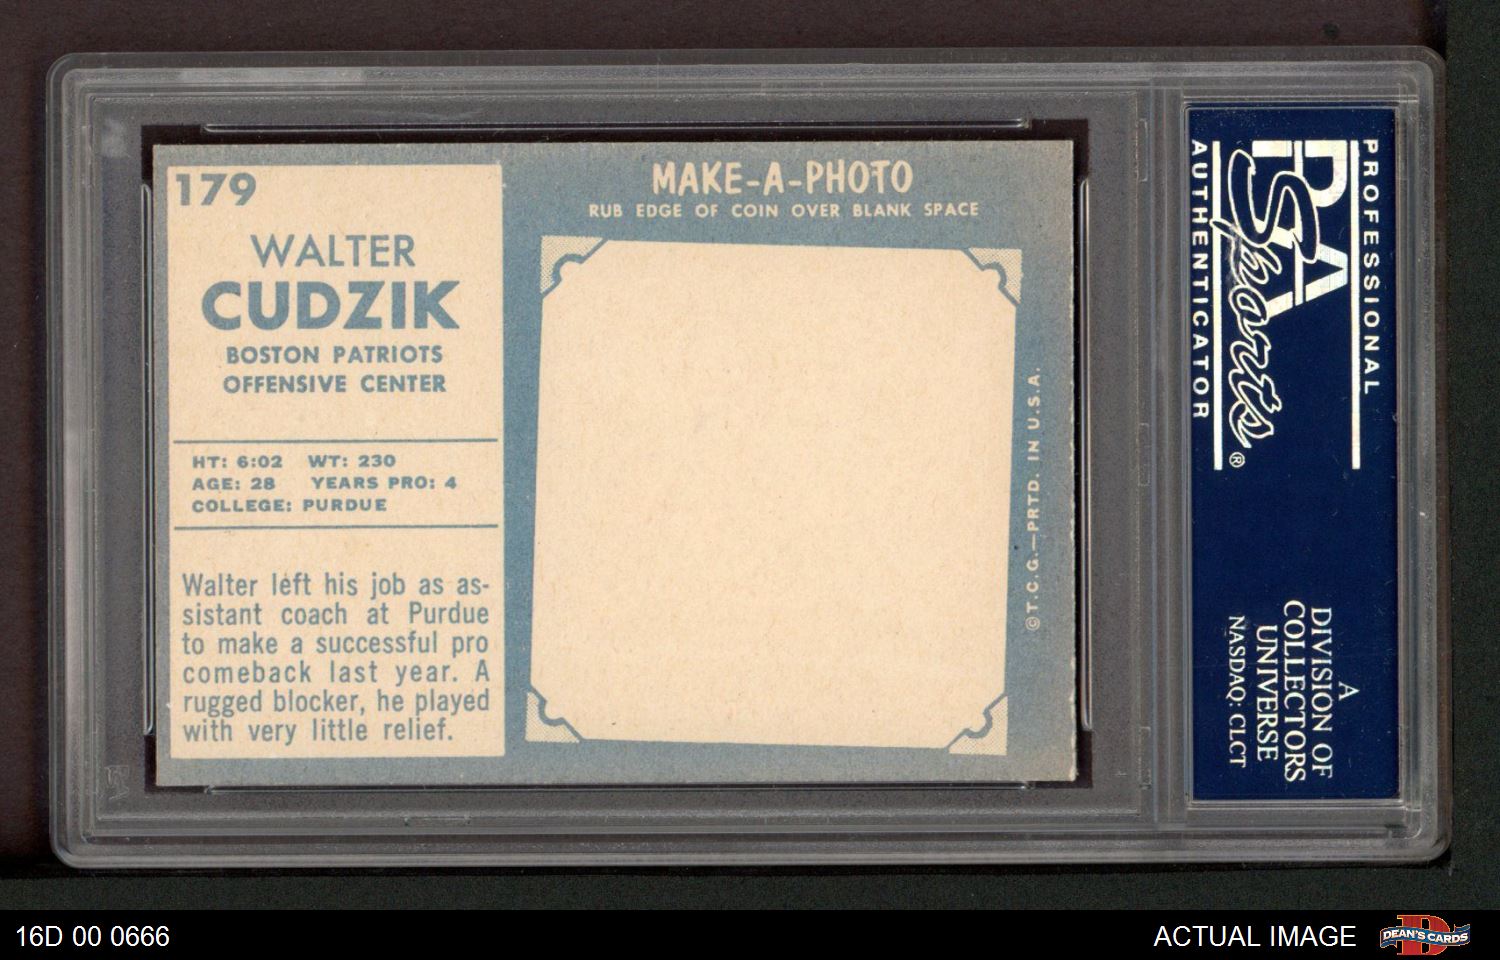 179
WALTER
CUDZIK
BOSTON PATRIOTS
OFFENSIVE CENTER
HT: 6:02 WT: 230
AGE: 28 YEARS PRO: 4
COLLEGE: PURDUE
Walter left his job as as-
sistant coach at Purdue
to make a successful pro
comeback last year. A
rugged blocker, he played
with very little relief.
MAKE-A-PHOTO
RUB EDGE OF COIN OVER BLANK SPACE
©T.C.G.—PRTD. IN U.S.A.
PROFESSIONAL
PSA
Sports®
AUTHENTICATOR
A
DIVISION OF
COLLECTORS
UNIVERSE
NASDAQ: CLCT
16D 00 0666
ACTUAL IMAGE
D
DEAN'S CARDS